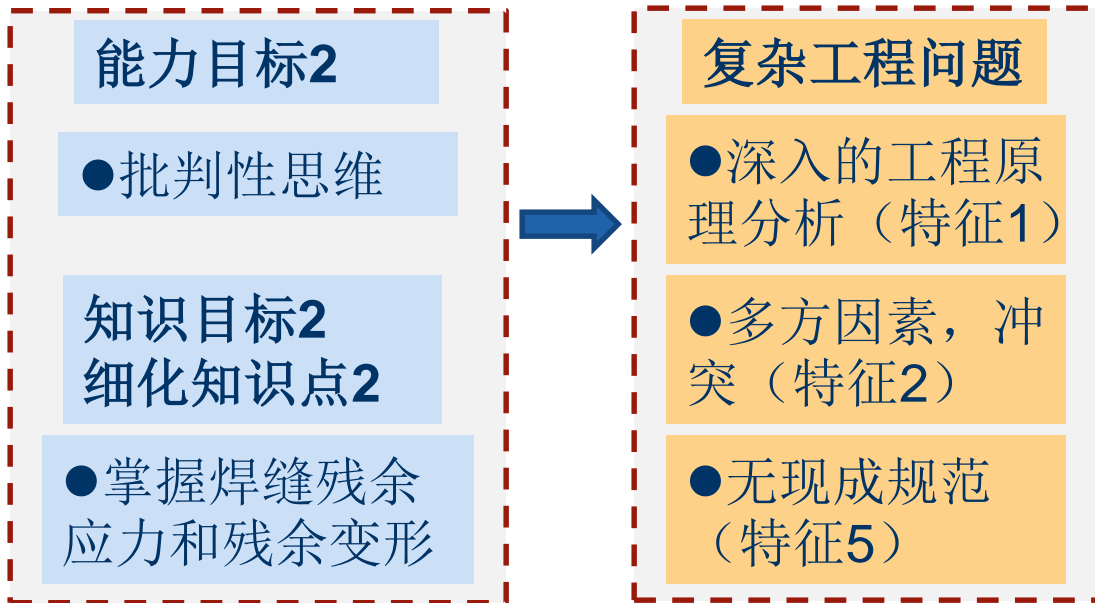 能力目标2
●批判性思维
知识目标2
细化知识点2
●掌握焊缝残余
应力和残余变形
复杂工程问题
●深入的工程原
理分析（特征1）
●多方因素，冲
突（特征2）
●无现成规范
（特征5）